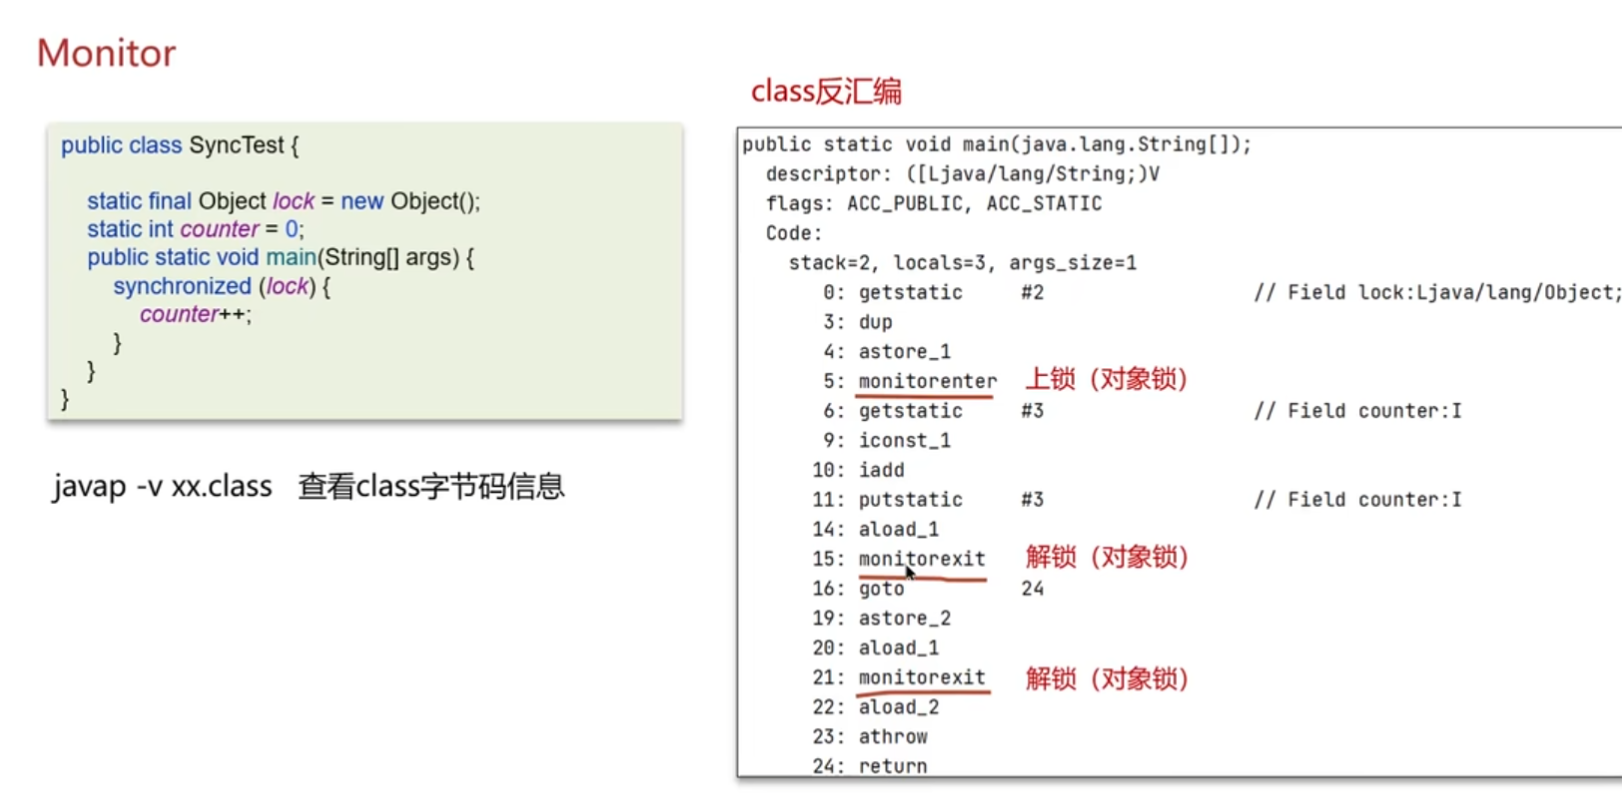 Monitor
public class SyncTest {
static final Object lock = new Object();
static int counter = 0;
public static void main(String[] args) {
synchronized (lock) {
counter++;
}
}
}
javap -v xx.class 查看class字节码信息
class反汇编
public static void main(java.lang.String[]);
descriptor: ([Ljava/lang/String;)V
flags: ACC_PUBLIC, ACC_STATIC
Code:
stack=2, locals=3, args_size=1
0: getstatic #2 // Field lock:Ljava/lang/Object;
3: dup
4: astore_1
5: monitorenter 上锁（对象锁）
6: getstatic #3 // Field counter:I
9: iconst_1
10: iadd
11: putstatic #3 // Field counter:I
14: aload_1
15: monitorexit 解锁（对象锁）
16: goto 24
19: astore_2
20: aload_1
21: monitorexit 解锁（对象锁）
22: aload_2
23: athrow
24: return